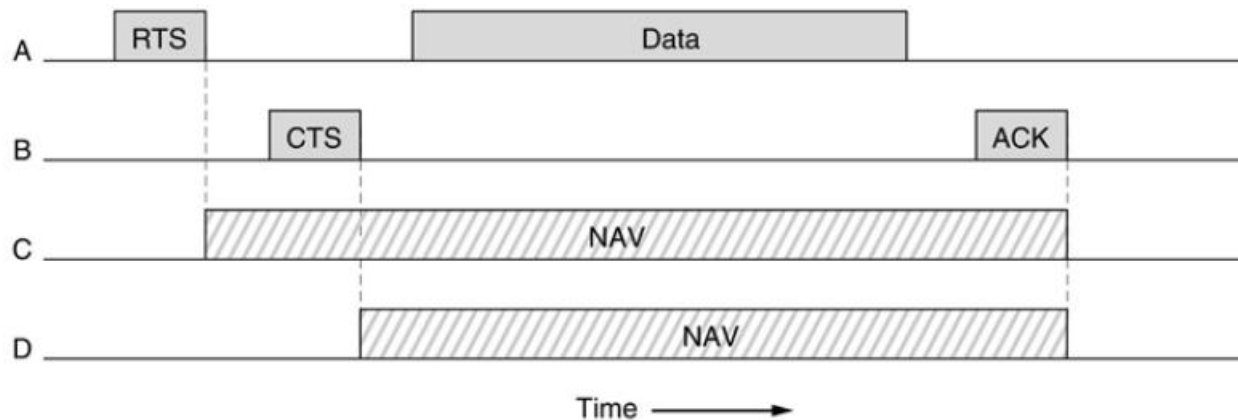 A RTS Data
B CTS ACK
C NAV
D NAV
Time